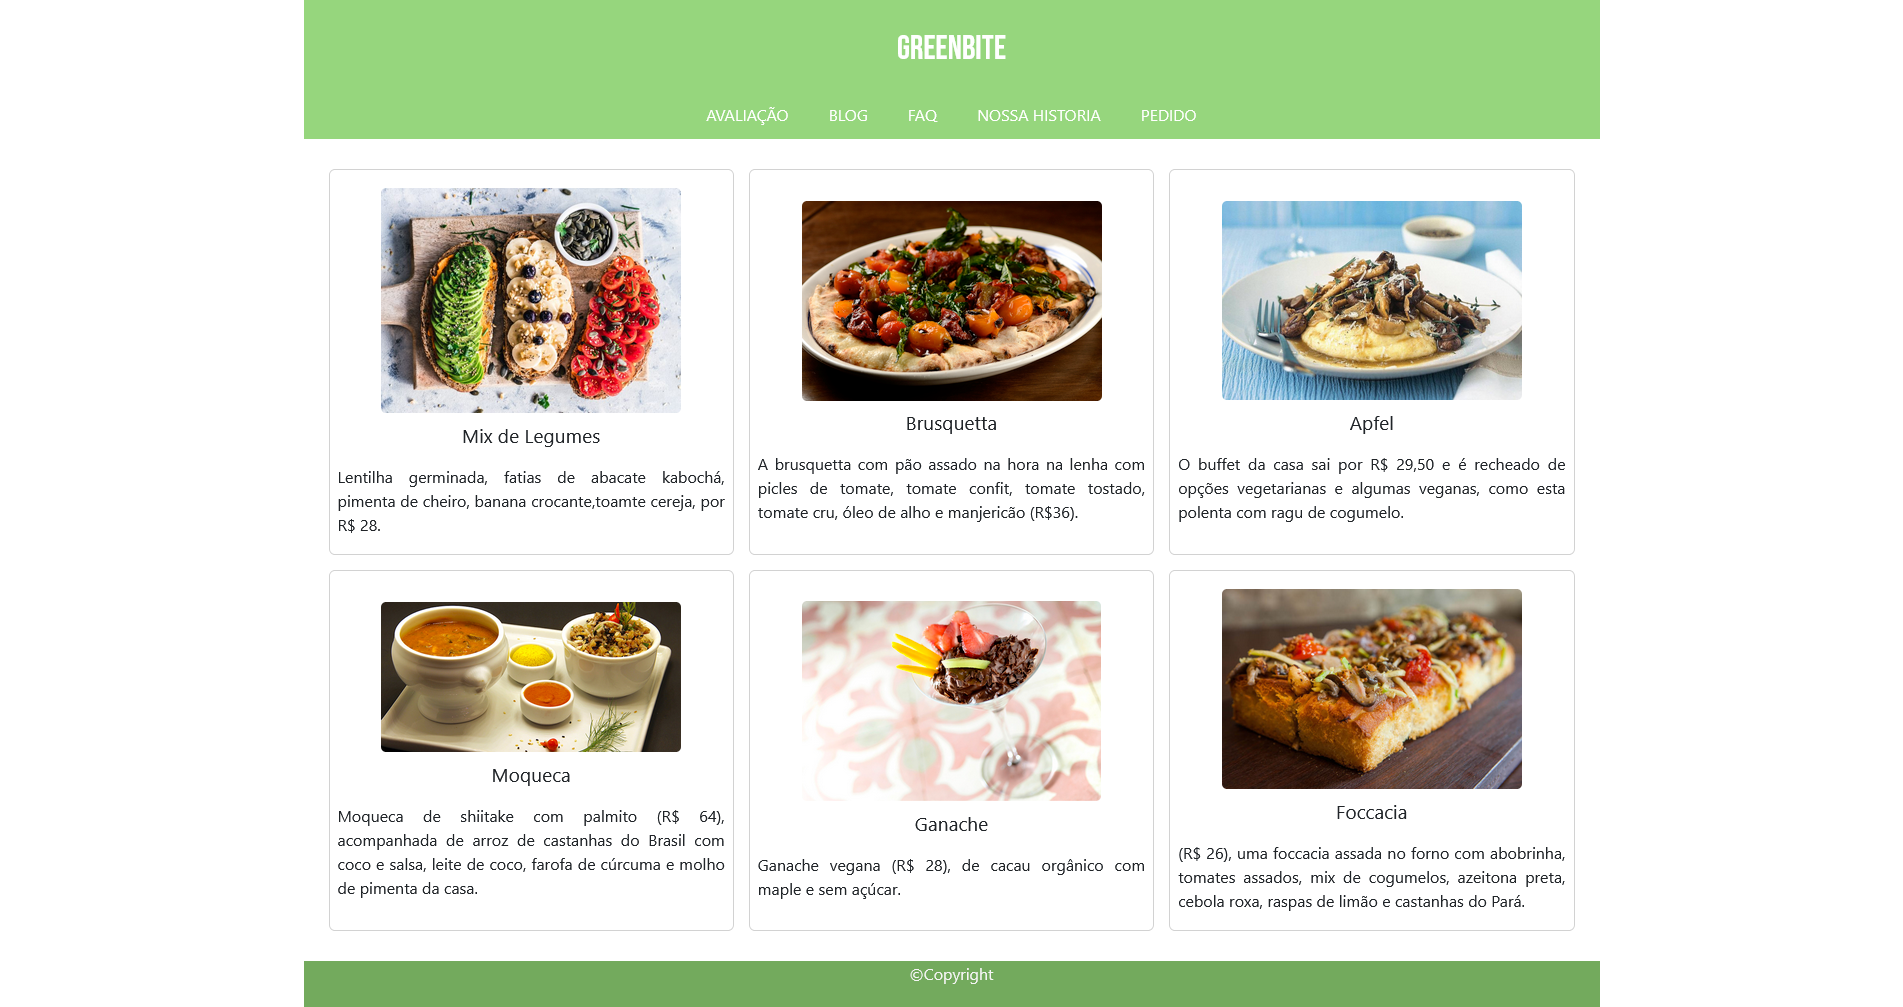 GREENBITE
AVALIAÇÃO BLOG FAQ NOSSA HISTORIA PEDIDO
Mix de Legumes
Lentilha germinada, fatias de abacate kabochá,
pimenta de cheiro, banana crocante,toamte cereja, por
R$ 28.
Brusquetta
A brusquetta com pão assado na hora na lenha com
picles de tomate, tomate confit, tomate tostado,
tomate cru, óleo de alho e manjericão (R$36).
Apfel
O buffet da casa sai por R$ 29,50 e é recheado de
opções vegetarianas e algumas veganas, como esta
polenta com ragu de cogumelo.
Moqueca
Moqueca de shiitake com palmito (R$ 64),
acompanhada de arroz de castanhas do Brasil com
coco e salsa, leite de coco, farofa de cúrcuma e molho
de pimenta da casa.
Ganache
Ganache vegana (R$ 28), de cacau orgânico com
maple e sem açúcar.
Foccacia
(R$ 26), uma foccacia assada no forno com abobrinha,
tomates assados, mix de cogumelos, azeitona preta,
cebola roxa, raspas de limão e castanhas do Pará.
©Copyright